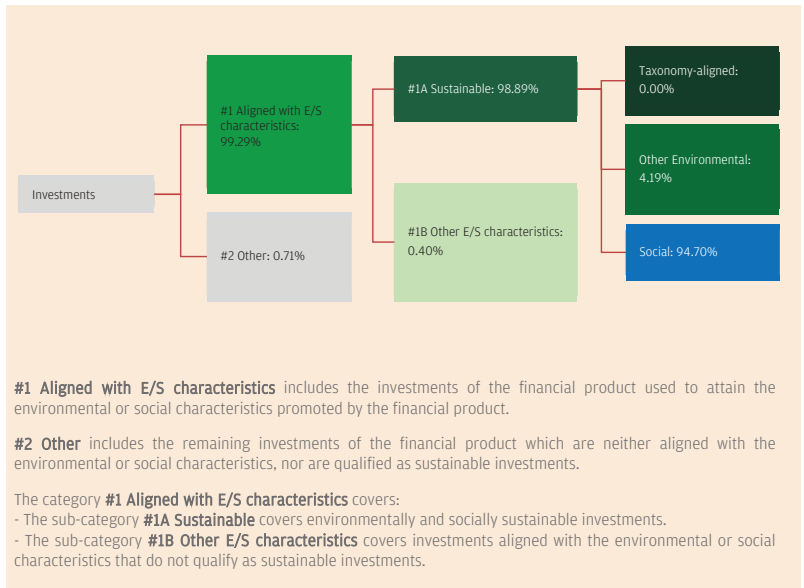 Investments
#1 Aligned with E/S
characteristics:
99.29%
#2 Other: 0.71%
#1A Sustainable: 98.89%
#1B Other E/S characteristics:
0.40%
Taxonomy-aligned:
0.00%
Other Environmental:
4.19%
Social: 94.70%
#1 Aligned with E/S characteristics includes the investments of the financial product used to attain the
environmental or social characteristics promoted by the financial product.
#2 Other includes the remaining investments of the financial product which are neither aligned with the
environmental or social characteristics, nor are qualified as sustainable investments.
The category #1 Aligned with E/S characteristics covers:
- The sub-category #1A Sustainable covers environmentally and socially sustainable investments.
- The sub-category #1B Other E/S characteristics covers investments aligned with the environmental or social
characteristics that do not qualify as sustainable investments.